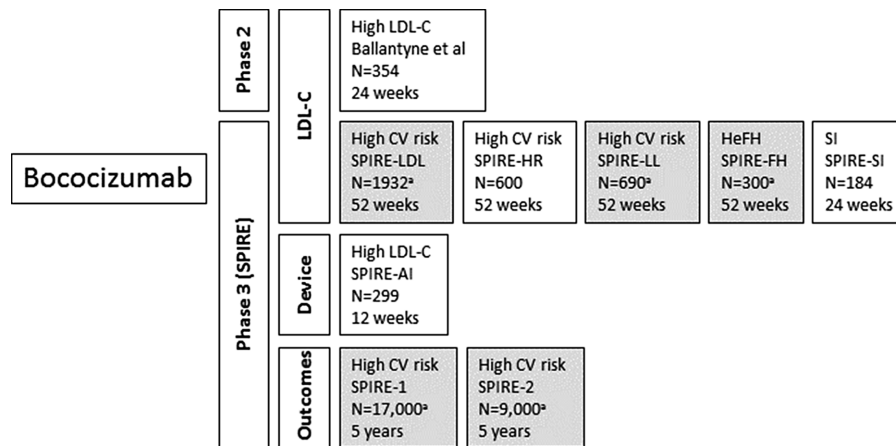 Bococizumab
Phase 2
Phase 3 (SPIRE)
LDL-C
Device
Outcomes
High LDL-C
Ballantyne et al
N=354
24 weeks
High CV risk
SPIRE-LDL
N=1932ᵃ
52 weeks
High CV risk
SPIRE-HR
N=600
52 weeks
High CV risk
SPIRE-LL
N=690ᵃ
52 weeks
HeFH
SPIRE-FH
N=300ᵃ
52 weeks
SI
SPIRE-SI
N=184
24 weeks
High LDL-C
SPIRE-AI
N=299
12 weeks
High CV risk
SPIRE-1
N=17,000ᵃ
5 years
High CV risk
SPIRE-2
N=9,000ᵃ
5 years